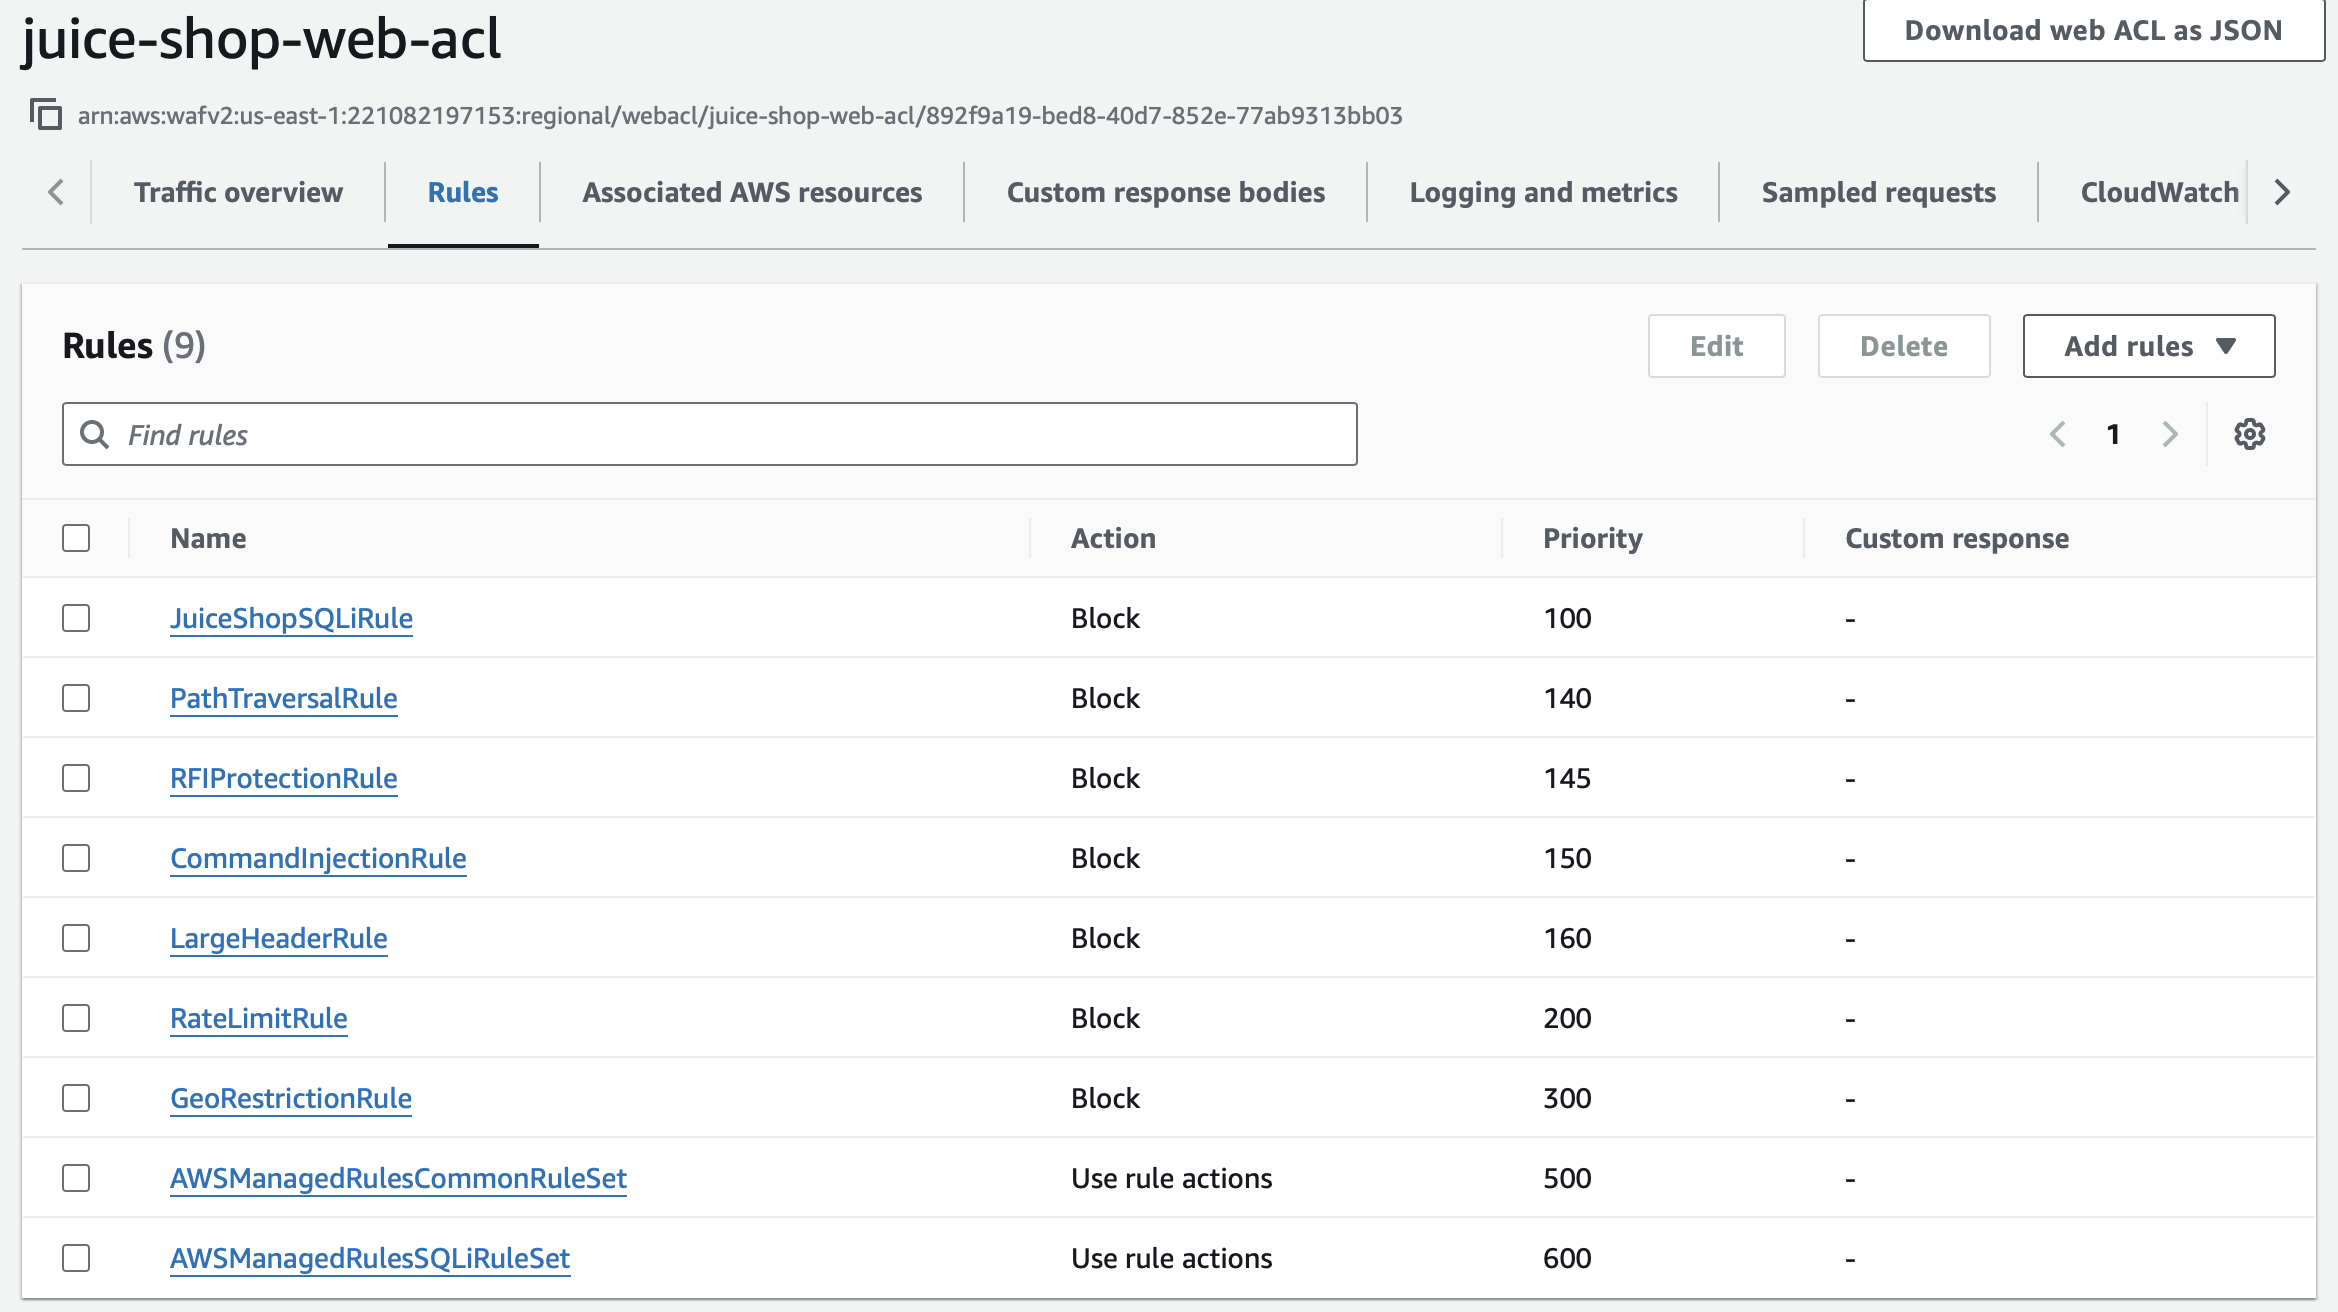 juice-shop-web-acl
Download web ACL as JSON
arn:aws:wafv2:us-east-1:221082197153:regional/webacl/juice-shop-web-acl/892f9a19-bed8-40d7-852e-77ab9313bb03
Traffic overview Rules Associated AWS resources Custom response bodies Logging and metrics Sampled requests CloudWatch
Rules (9)
Edit Delete Add rules
Find rules
1
Name Action Priority Custom response
JuiceShopSQLiRule Block 100 -
PathTraversalRule Block 140 -
RFIProtectionRule Block 145 -
CommandInjectionRule Block 150 -
LargeHeaderRule Block 160 -
RateLimitRule Block 200 -
GeoRestrictionRule Block 300 -
AWSManagedRulesCommonRuleSet Use rule actions 500 -
AWSManagedRulesSQLiRuleSet Use rule actions 600 -